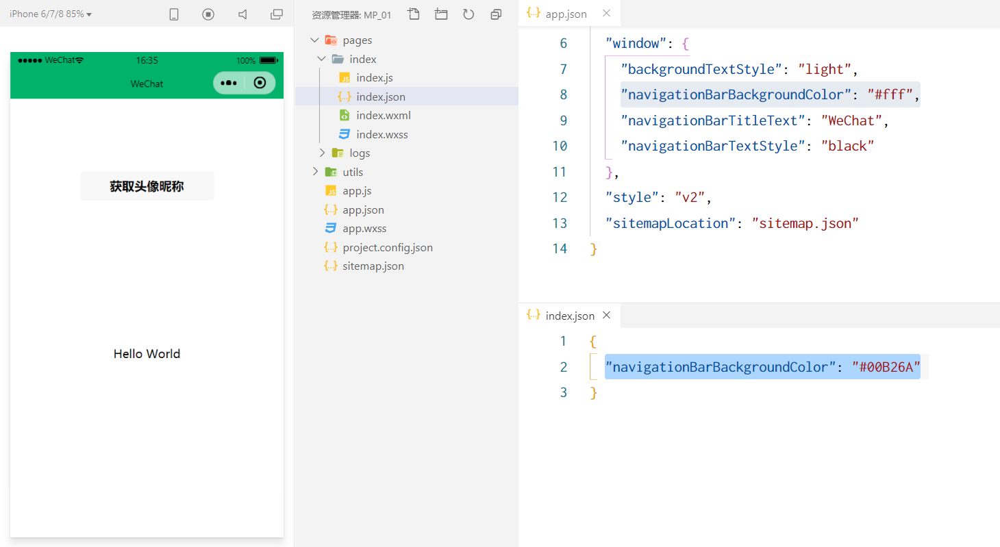 iPhone 6/7/8 85%
WeChat
16:35
100%
WeChat
获取头像昵称
Hello World
资源管理器: MP_01
pages
index
index.js
index.json
index.wxml
index.wxss
logs
utils
app.js
app.json
app.wxss
project.config.json
sitemap.json
app.json
6 "window": {
7 "backgroundTextStyle": "light",
8 "navigationBarBackgroundColor": "#fff",
9 "navigationBarTitleText": "WeChat",
10 "navigationBarTextStyle": "black"
11 },
12 "style": "v2",
13 "sitemapLocation": "sitemap.json"
14 }
index.json
1 {
2 "navigationBarBackgroundColor": "#00B26A"
3 }